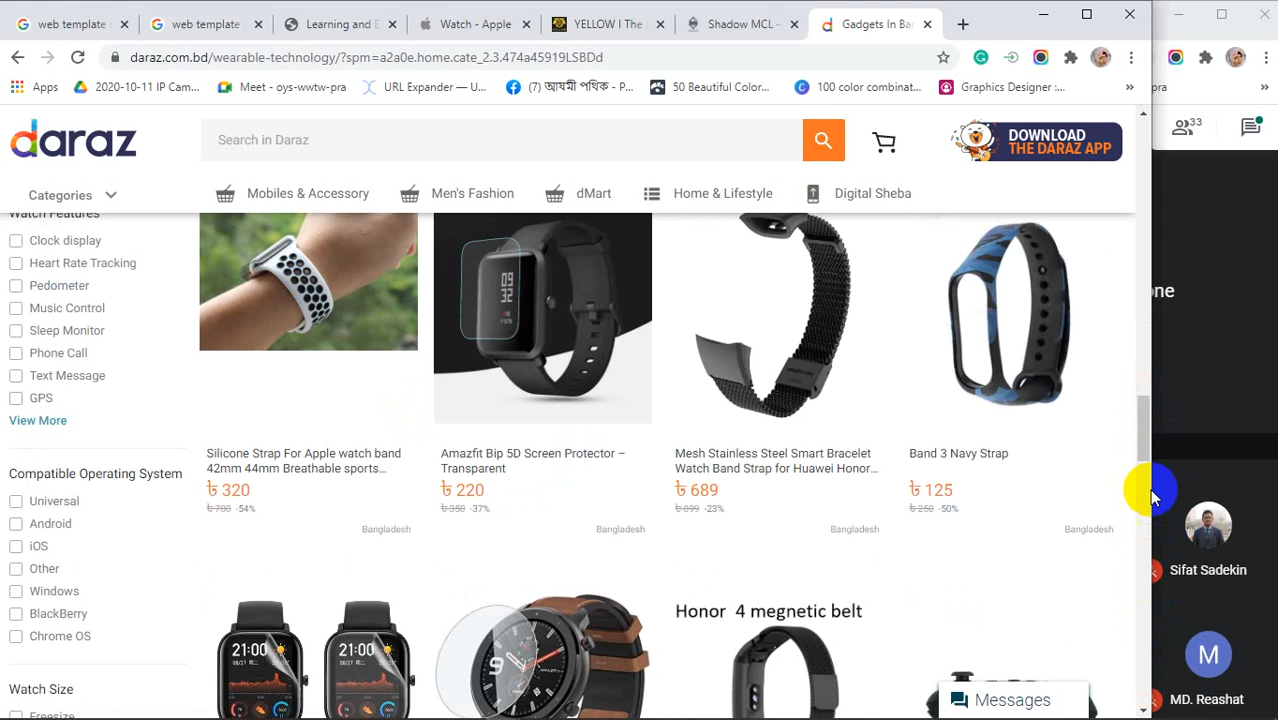 web template s
web template
Learning and E
Watch - Apple
YELLOW I The
Shadow MCL -
Gadgets In Ba
daraz.com.bd/wearable-technology/?spm=a2a0e.home.cate_2.3.474a45919LSBDd
Apps
2020-10-11 IP Cam...
Meet - oys-wwtw-pra
URL Expander — U...
(7) আযমী পথিক - P...
50 Beautiful Color...
100 color combinat...
Graphics Designer :...
»
pra
»
daraz
Search in Daraz
DOWNLOAD
THE DARAZ APP
33
Categories
Mobiles & Accessory
Men's Fashion
dMart
Home & Lifestyle
Digital Sheba
Watch Features
Clock display
Heart Rate Tracking
Pedometer
Music Control
Sleep Monitor
Phone Call
Text Message
GPS
View More
one
Silicone Strap For Apple watch band
42mm 44mm Breathable sports...
৳ 320
৳ 700 -54%
Bangladesh
Amazfit Bip 5D Screen Protector –
Transparent
৳ 220
৳ 350 -37%
Bangladesh
Mesh Stainless Steel Smart Bracelet
Watch Band Strap for Huawei Honor...
৳ 689
৳ 899 -23%
Bangladesh
Band 3 Navy Strap
৳ 125
৳ 250 -50%
Bangladesh
Compatible Operating System
Universal
Android
iOS
Other
Windows
BlackBerry
Chrome OS
Watch Size
Freesize
21:00
21:00
Honor 4 megnetic belt
Messages
Sifat Sadekin
M
MD. Reashat